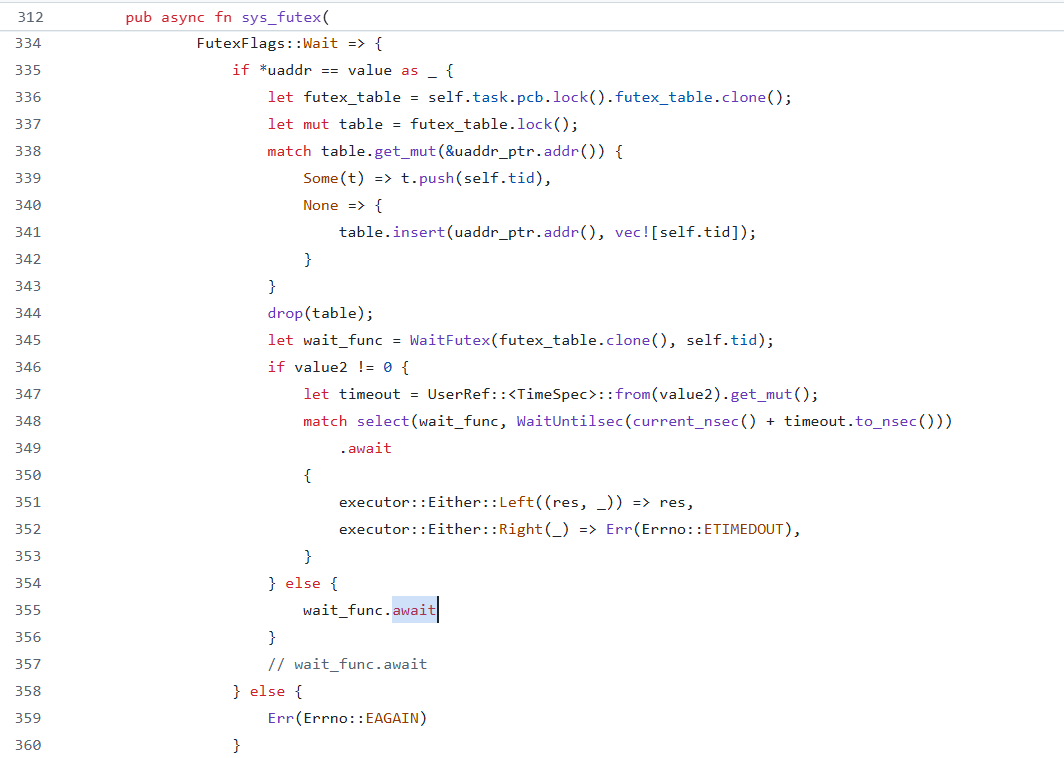 312 pub async fn sys_futex(
334 FutexFlags::Wait => {
335 if *uaddr == value as _ {
336 let futex_table = self.task.pcb.lock().futex_table.clone();
337 let mut table = futex_table.lock();
338 match table.get_mut(&uaddr_ptr.addr()) {
339 Some(t) => t.push(self.tid),
340 None => {
341 table.insert(uaddr_ptr.addr(), vec![self.tid]);
342 }
343 }
344 drop(table);
345 let wait_func = WaitFutex(futex_table.clone(), self.tid);
346 if value2 != 0 {
347 let timeout = UserRef::<TimeSpec>::from(value2).get_mut();
348 match select(wait_func, WaitUntilsec(current_nsec() + timeout.to_nsec()))
349 .await
350 {
351 executor::Either::Left((res, _)) => res,
352 executor::Either::Right(_) => Err(Errno::ETIMEDOUT),
353 }
354 } else {
355 wait_func.await
356 }
357 // wait_func.await
358 } else {
359 Err(Errno::EAGAIN)
360 }